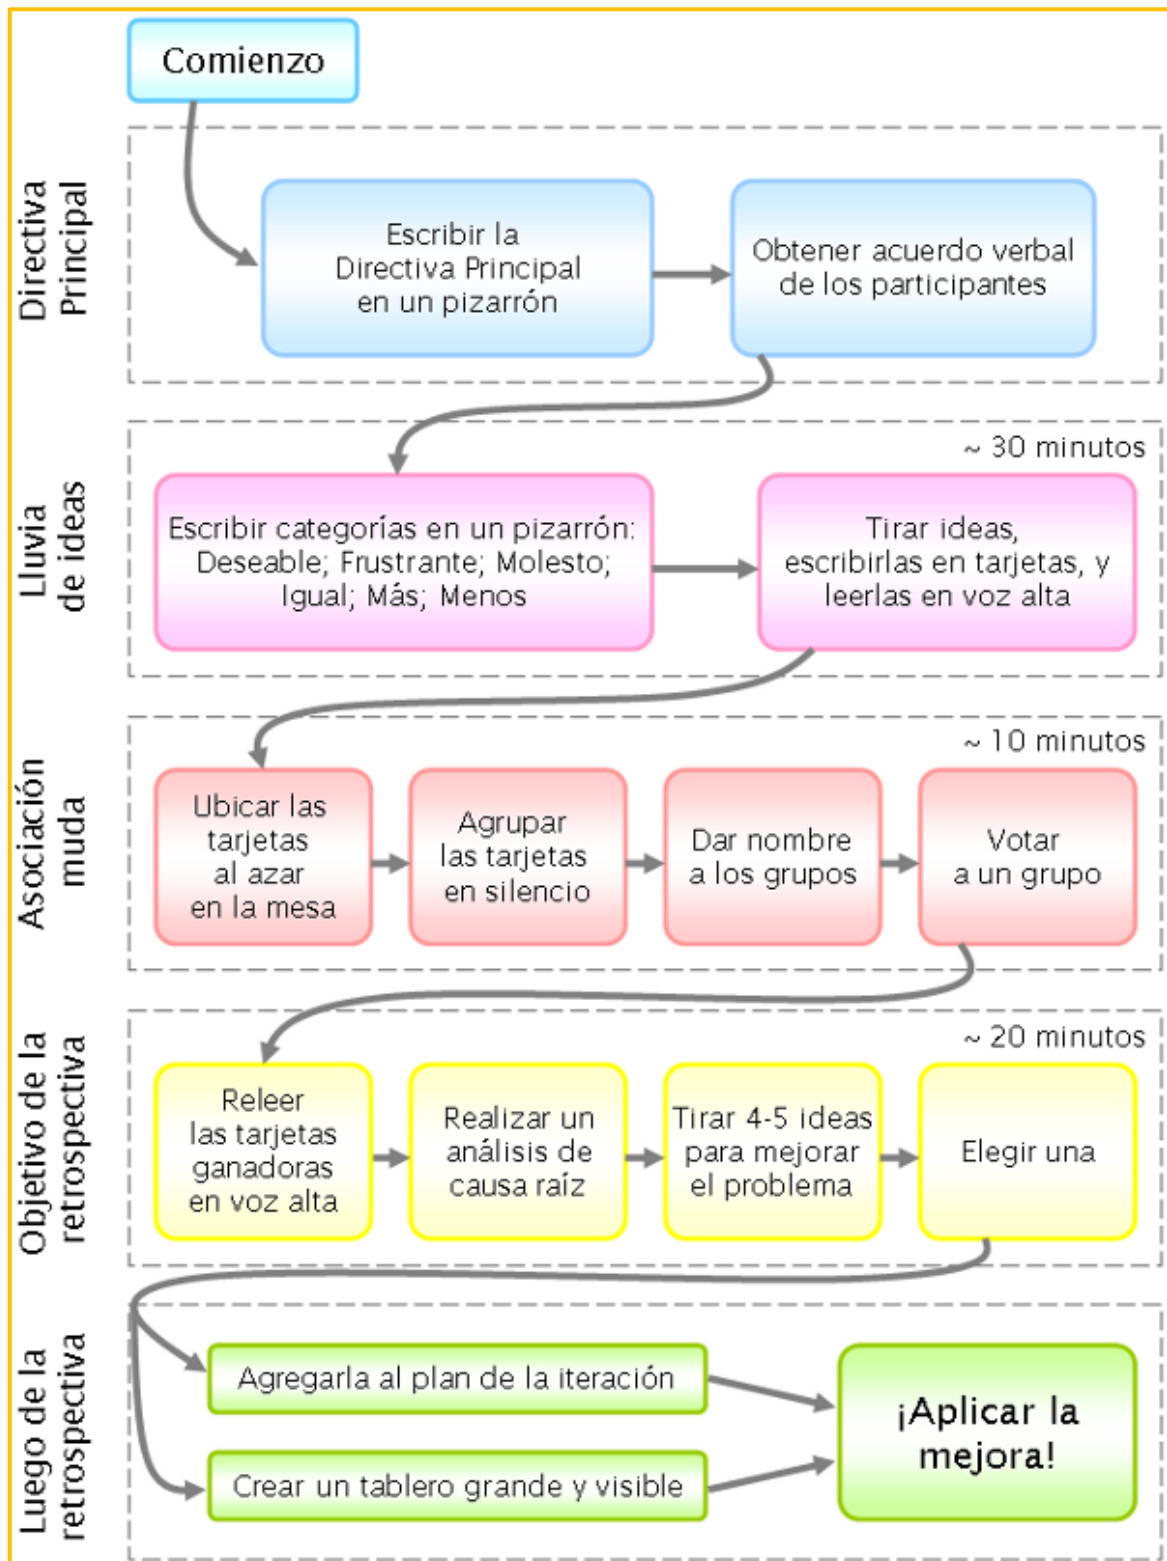 Comienzo
Directiva
Principal
Escribir la
Directiva Principal
en un pizarrón
Obtener acuerdo verbal
de los participantes
Lluvia
de ideas
~ 30 minutos
Escribir categorías en un pizarrón:
Deseable; Frustrante; Molesto;
Igual; Más; Menos
Tirar ideas,
escribirlas en tarjetas, y
leerlas en voz alta
Asociación
muda
~ 10 minutos
Ubicar las
tarjetas
al azar
en la mesa
Agrupar
las tarjetas
en silencio
Dar nombre
a los grupos
Votar
a un grupo
Objetivo de la
retrospectiva
~ 20 minutos
Releer
las tarjetas
ganadoras
en voz alta
Realizar un
análisis de
causa raíz
Tirar 4-5 ideas
para mejorar
el problema
Elegir una
Luego de la
retrospectiva
Agregarla al plan de la iteración
Crear un tablero grande y visible
¡Aplicar la
mejora!